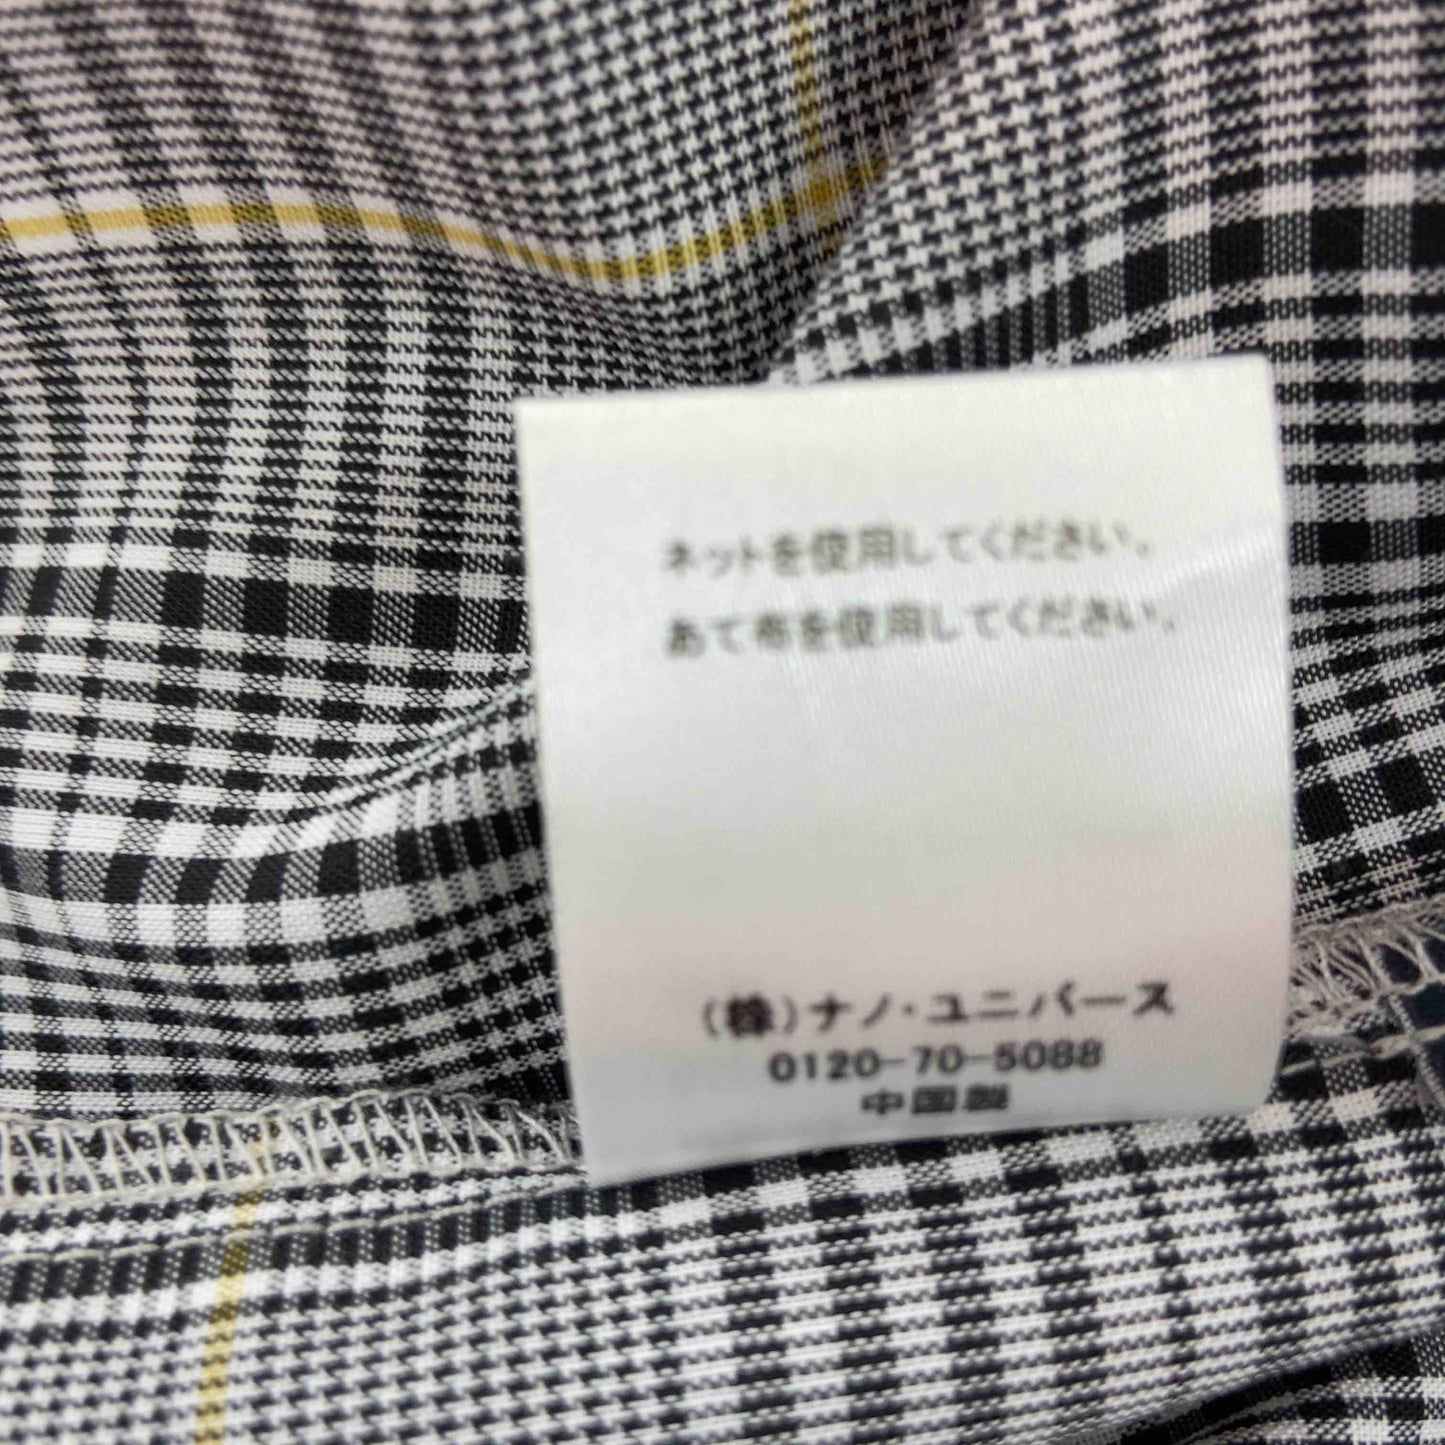 ネットを使用してください。
あて布を使用してください。
(株)ナノ・ユニバース
0120-70-5088
中国製